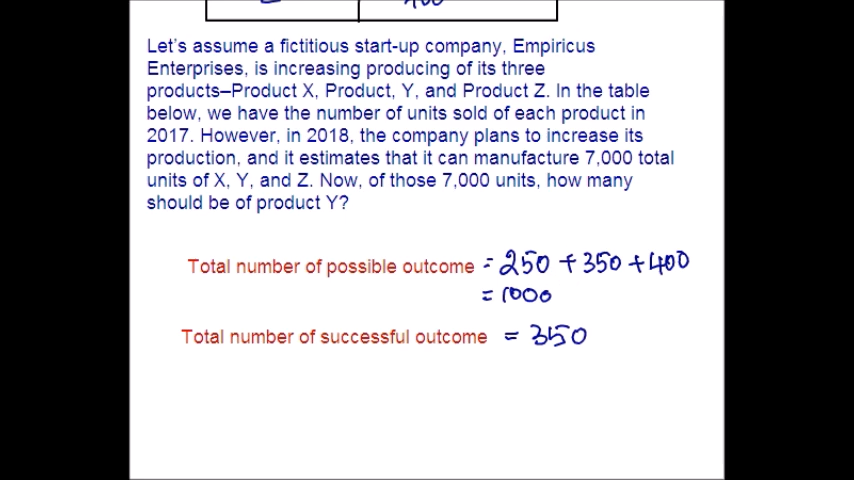 Let's assume a fictitious start-up company, Empiricus
Enterprises, is increasing producing of its three
products–Product X, Product, Y, and Product Z. In the table
below, we have the number of units sold of each product in
2017. However, in 2018, the company plans to increase its
production, and it estimates that it can manufacture 7,000 total
units of X, Y, and Z. Now, of those 7,000 units, how many
should be of product Y?
Total number of possible outcome = 250 + 350 + 400
= 1000
Total number of successful outcome = 350